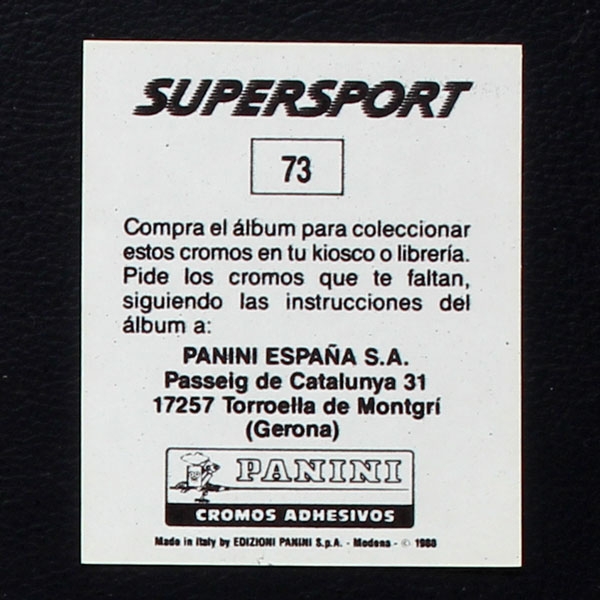 SUPERSPORT
73
Compra el álbum para coleccionar
estos cromos en tu kiosco o librería.
Pide los cromos que te faltan,
siguiendo las instrucciones del
álbum a:
PANINI ESPAÑA S.A.
Passeig de Catalunya 31
17257 Torroella de Montgrí
(Gerona)
PANINI
CROMOS ADHESIVOS
Made in Italy by EDIZIONI PANINI S.p.A. - Modena - © 1988